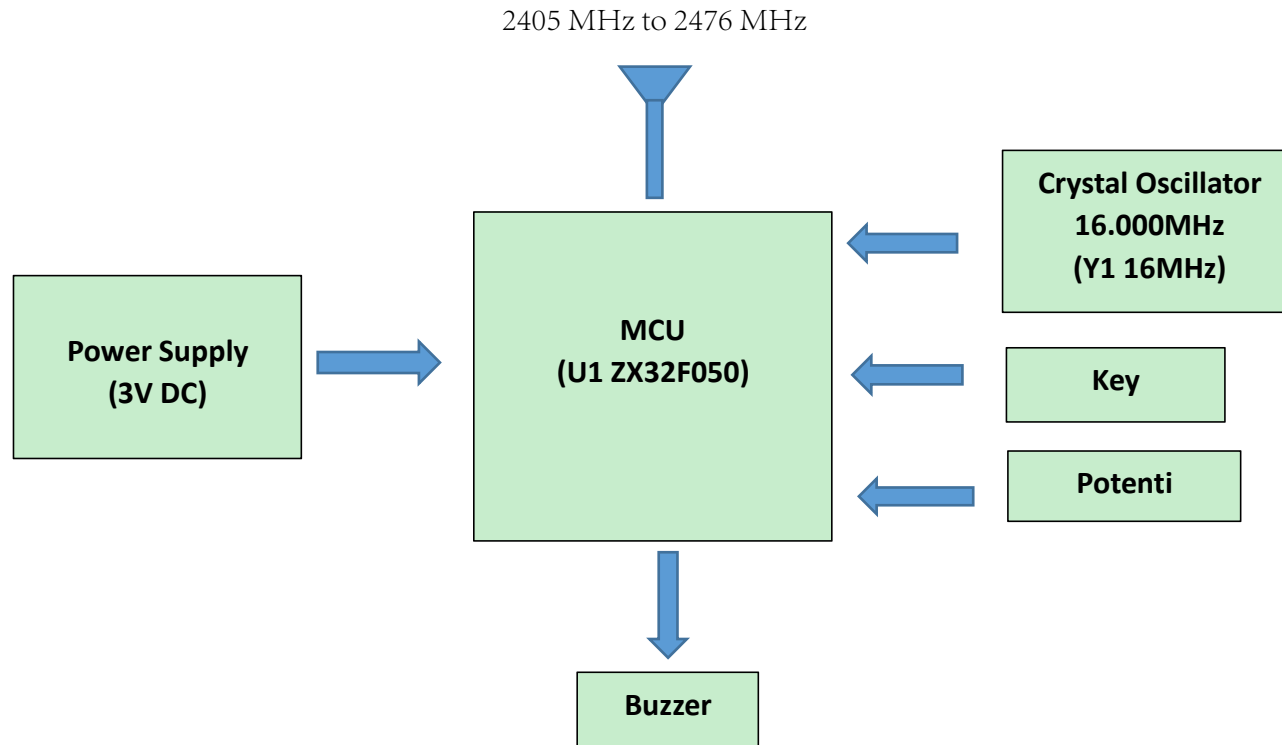 2405 MHz to 2476 MHz
Crystal Oscillator
16.000MHz
(Y1 16MHz)
Power Supply
(3V DC)
MCU
(U1 ZX32F050)
Key
Potenti
Buzzer